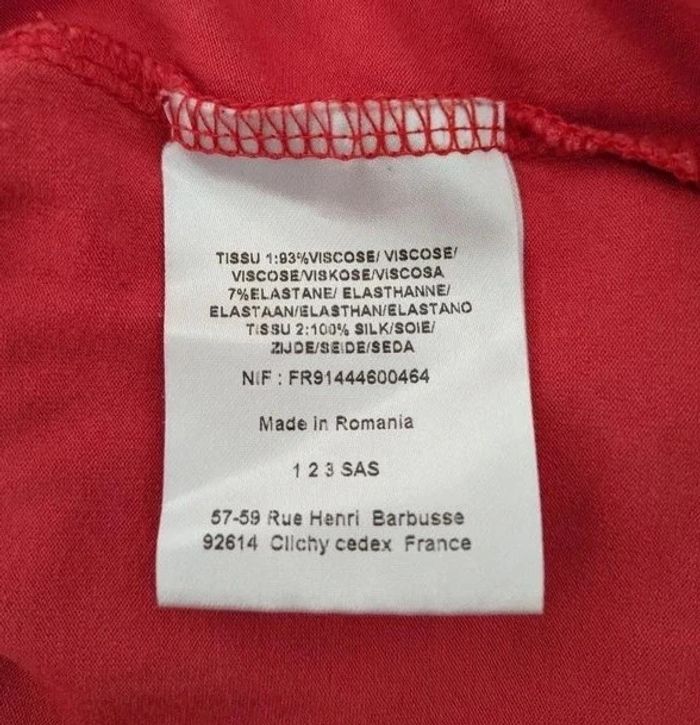 TISSU 1:93%VISCOSE/ VISCOSE/
VISCOSE/VISKOSE/VISCOSA
7%ELASTANE/ ELASTHANNE/
ELASTAAN/ELASTHAN/ELASTANO
TISSU 2:100% SILK/SOIE/
ZIJDE/SEIDE/SEDA
NIF : FR91444600464
Made in Romania
1 2 3 SAS
57-59 Rue Henri Barbusse
92614 Clichy cedex France